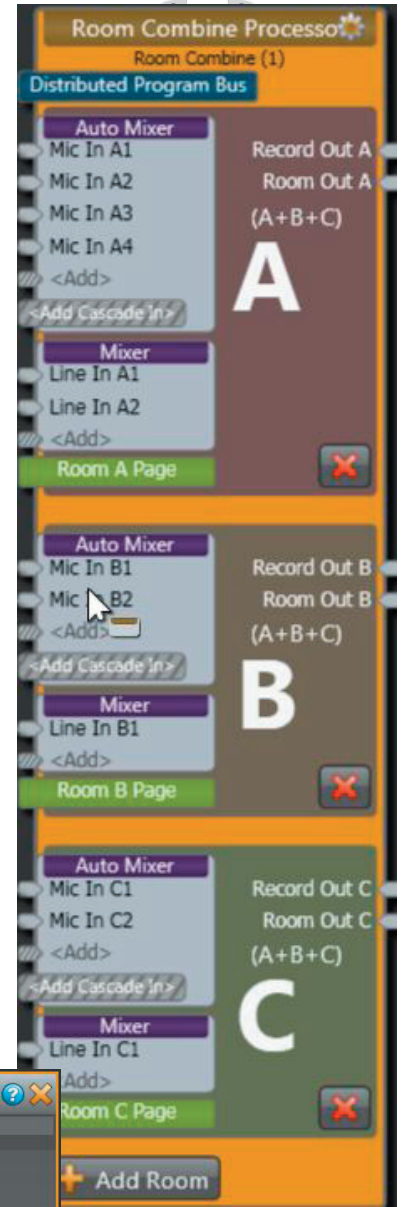 Room Combine Processo
Room Combine (1)
Distributed Program Bus
Auto Mixer
Mic In A1
Record Out A
Mic In A2
Room Out A
Mic In A3
(A+B+C)
Mic In A4
A
<Add>
<Add Cascade In>
Mixer
Line In A1
Line In A2
<Add>
Room A Page
Auto Mixer
Mic In B1
Record Out B
Mic In B2
Room Out B
<Add>
(A+B+C)
<Add Cascade In>
B
Mixer
Line In B1
<Add>
Room B Page
Auto Mixer
Mic In C1
Record Out C
Mic In C2
Room Out C
<Add>
(A+B+C)
<Add Cascade In>
C
Mixer
Line In C1
Add>
Room C Page
Add Room